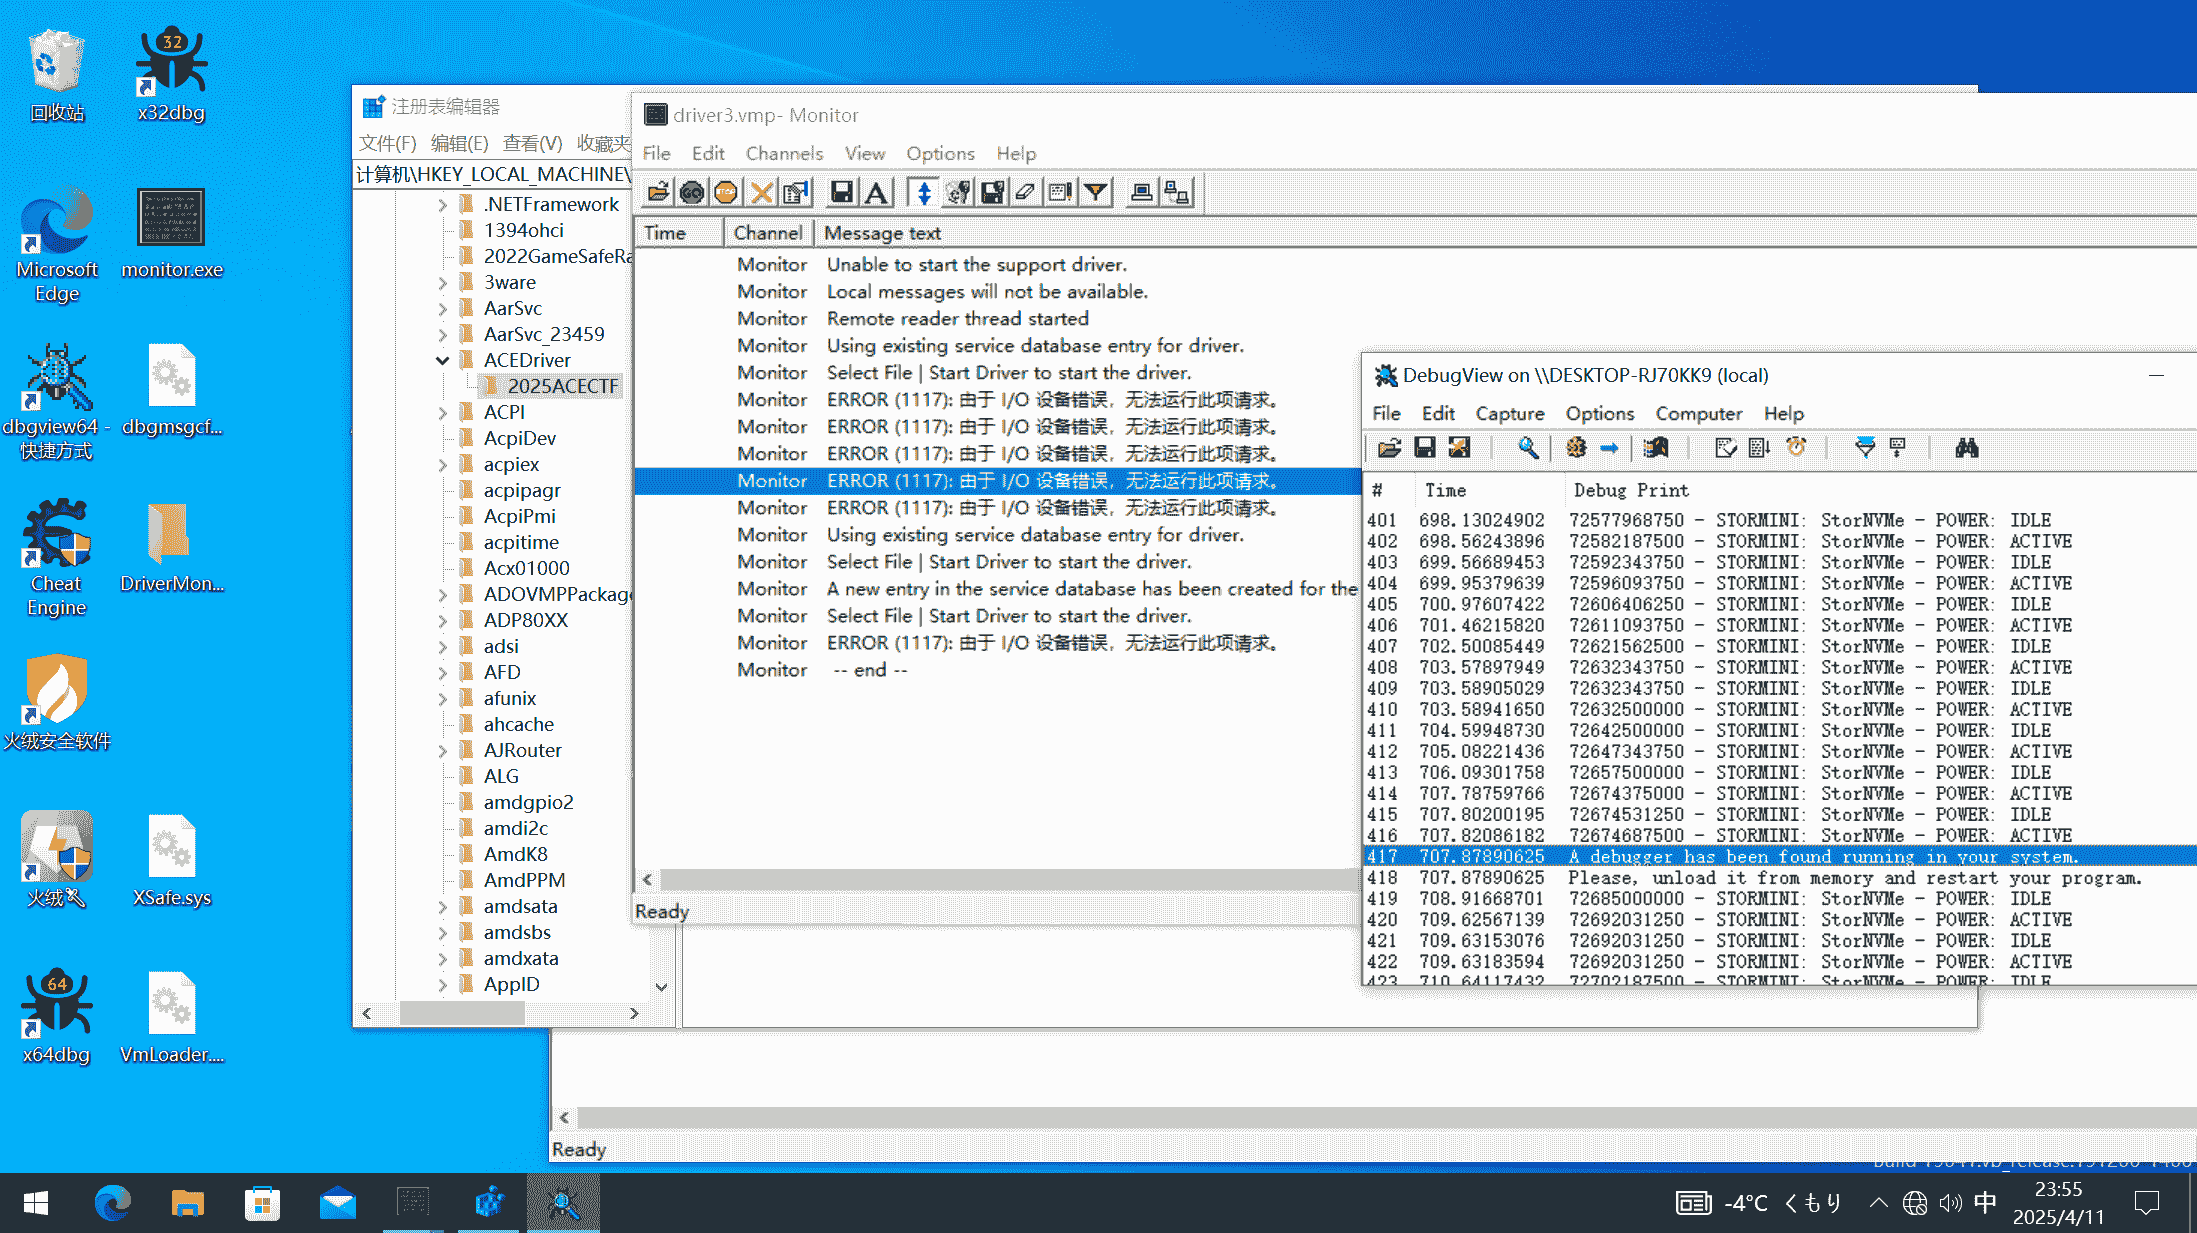 回收站
x32dbg
Microsoft Edge
monitor.exe
dbgview64 - 快捷方式
dbgmsgcf...
Cheat Engine
DriverMon...
火绒安全软件
XSafe.sys
x64dbg
VmLoader....
注册表编辑器
文件(F) 编辑(E) 查看(V) 收藏夹
计算机\HKEY_LOCAL_MACHINE\
.NETFramework
1394ohci
2022GameSafeRa
3ware
AarSvc
AarSvc_23459
ACEDriver
2025ACECTF
ACPI
AcpiDev
acpiex
acpipagr
AcpiPmi
acpitime
Acx01000
ADOVMPPackage
ADP80XX
adsi
AFD
afunix
ahcache
AJRouter
ALG
amdgpio2
amdi2c
AmdK8
AmdPPM
amdsata
amdsbs
amdxata
AppID
driver3.vmp- Monitor
File Edit Channels View Options Help
Time Channel Message text
Monitor Unable to start the support driver.
Monitor Local messages will not be available.
Monitor Remote reader thread started
Monitor Using existing service database entry for driver.
Monitor Select File | Start Driver to start the driver.
Monitor ERROR (1117): 由于 I/O 设备错误，无法运行此项请求。
Monitor ERROR (1117): 由于 I/O 设备错误，无法运行此项请求。
Monitor ERROR (1117): 由于 I/O 设备错误，无法运行此项请求。
Monitor ERROR (1117): 由于 I/O 设备错误，无法运行此项请求。
Monitor ERROR (1117): 由于 I/O 设备错误，无法运行此项请求。
Monitor Using existing service database entry for driver.
Monitor Select File | Start Driver to start the driver.
Monitor A new entry in the service database has been created for the
Monitor Select File | Start Driver to start the driver.
Monitor ERROR (1117): 由于 I/O 设备错误，无法运行此项请求。
Monitor -- end --
Ready
DebugView on \\DESKTOP-RJ70KK9 (local)
File Edit Capture Options Computer Help
# Time Debug Print
401 698.13024902 72577968750 - STORMINI: StorNVMe - POWER: IDLE
402 698.56243896 72582187500 - STORMINI: StorNVMe - POWER: ACTIVE
403 699.56689453 72592343750 - STORMINI: StorNVMe - POWER: IDLE
404 699.95379639 72596093750 - STORMINI: StorNVMe - POWER: ACTIVE
405 700.97607422 72606406250 - STORMINI: StorNVMe - POWER: IDLE
406 701.46215820 72611093750 - STORMINI: StorNVMe - POWER: ACTIVE
407 702.50085449 72621562500 - STORMINI: StorNVMe - POWER: IDLE
408 703.57897949 72632343750 - STORMINI: StorNVMe - POWER: ACTIVE
409 703.58905029 72632343750 - STORMINI: StorNVMe - POWER: IDLE
410 703.58941650 72632500000 - STORMINI: StorNVMe - POWER: ACTIVE
411 704.59948730 72642500000 - STORMINI: StorNVMe - POWER: IDLE
412 705.08221436 72647343750 - STORMINI: StorNVMe - POWER: ACTIVE
413 706.09301758 72657500000 - STORMINI: StorNVMe - POWER: IDLE
414 707.78759766 72674375000 - STORMINI: StorNVMe - POWER: ACTIVE
415 707.80200195 72674531250 - STORMINI: StorNVMe - POWER: IDLE
416 707.82086182 72674687500 - STORMINI: StorNVMe - POWER: ACTIVE
417 707.87890625 A debugger has been found running in your system.
418 707.87890625 Please, unload it from memory and restart your program.
419 708.91668701 72685000000 - STORMINI: StorNVMe - POWER: IDLE
420 709.62567139 72692031250 - STORMINI: StorNVMe - POWER: ACTIVE
421 709.63153076 72692031250 - STORMINI: StorNVMe - POWER: IDLE
422 709.63183594 72692031250 - STORMINI: StorNVMe - POWER: ACTIVE
423 710.64117432 72702187500 - STORMINI: StorNVMe - POWER: IDLE
Ready
-4°C くもり
中
23:55
2025/4/11